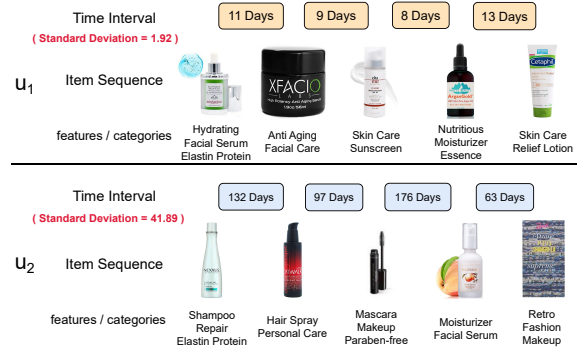 Time Interval
11 Days
9 Days
8 Days
13 Days
( Standard Deviation = 1.92 )
u1
Item Sequence
XFACIO
LABS
Cetaphil
features / categories
Hydrating
Facial Serum
Elastin Protein
Anti Aging
Facial Care
Skin Care
Sunscreen
Nutritious
Moisturizer
Essence
Skin Care
Relief Lotion
Time Interval
132 Days
97 Days
176 Days
63 Days
( Standard Deviation = 41.89 )
u2
Item Sequence
features / categories
Shampoo
Repair
Elastin Protein
Hair Spray
Personal Care
Mascara
Makeup
Paraben-free
Moisturizer
Facial Serum
Retro
Fashion
Makeup